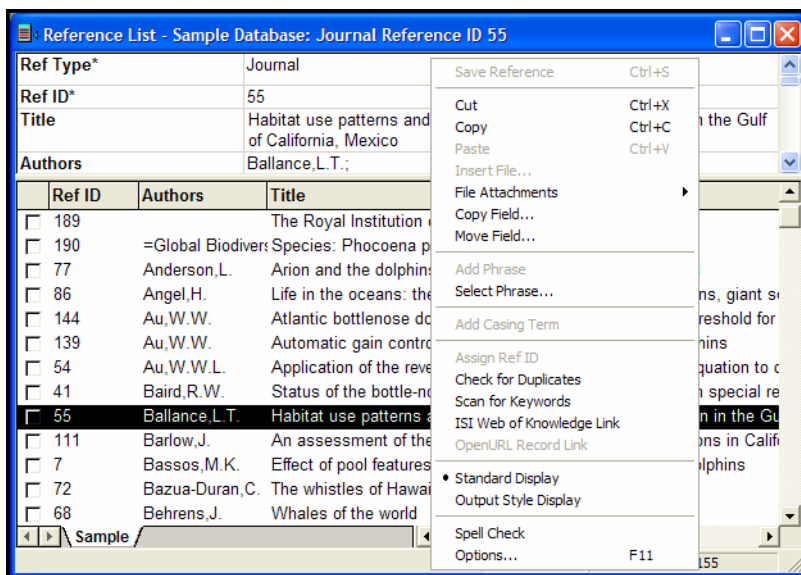 Reference List - Sample Database: Journal Reference ID 55
Ref Type* Journal
Ref ID* 55
Title Habitat use patterns and
n the Gulf
of California, Mexico
Authors Ballance,L.T.;
Save Reference Ctrl+S
Cut Ctrl+X
Copy Ctrl+C
Paste Ctrl+V
Insert File...
File Attachments
Copy Field...
Move Field...
Add Phrase
Select Phrase...
Add Casing Term
Assign Ref ID
Check for Duplicates
Scan for Keywords
ISI Web of Knowledge Link
OpenURL Record Link
Standard Display
Output Style Display
Spell Check
Options... F11
Ref ID Authors Title
189 The Royal Institution
190 =Global Biodivers Species: Phocoena p
77 Anderson,L. Arion and the dolphins
86 Angel,H. Life in the oceans: the ns, giant s
144 Au,W.W. Atlantic bottlenose do reshold for
139 Au,W.W. Automatic gain contro hins
54 Au,W.W.L. Application of the reve quation to c
41 Baird,R.W. Status of the bottle-no n special re
55 Ballance,L.T. Habitat use patterns a n in the Gu
111 Barlow,J. An assessment of the ons in Calif
7 Bassos,M.K. Effect of pool features olphins
72 Bazua-Duran,C. The whistles of Hawai
68 Behrens,J. Whales of the world
Sample
155